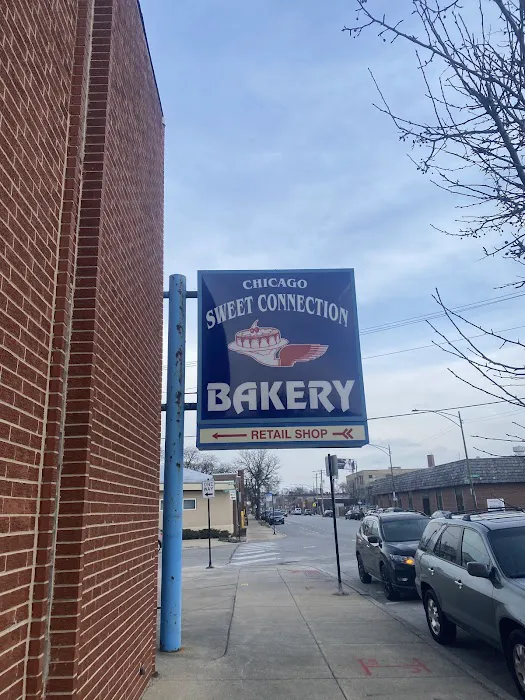 CHICAGO
SWEET CONNECTION
BAKERY
RETAIL SHOP